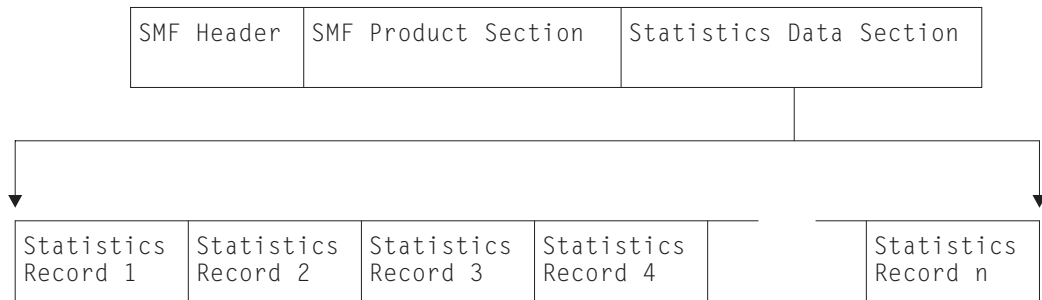 SMF Header SMF Product Section Statistics Data Section
Statistics Record 1
Statistics Record 2
Statistics Record 3
Statistics Record 4
Statistics Record n